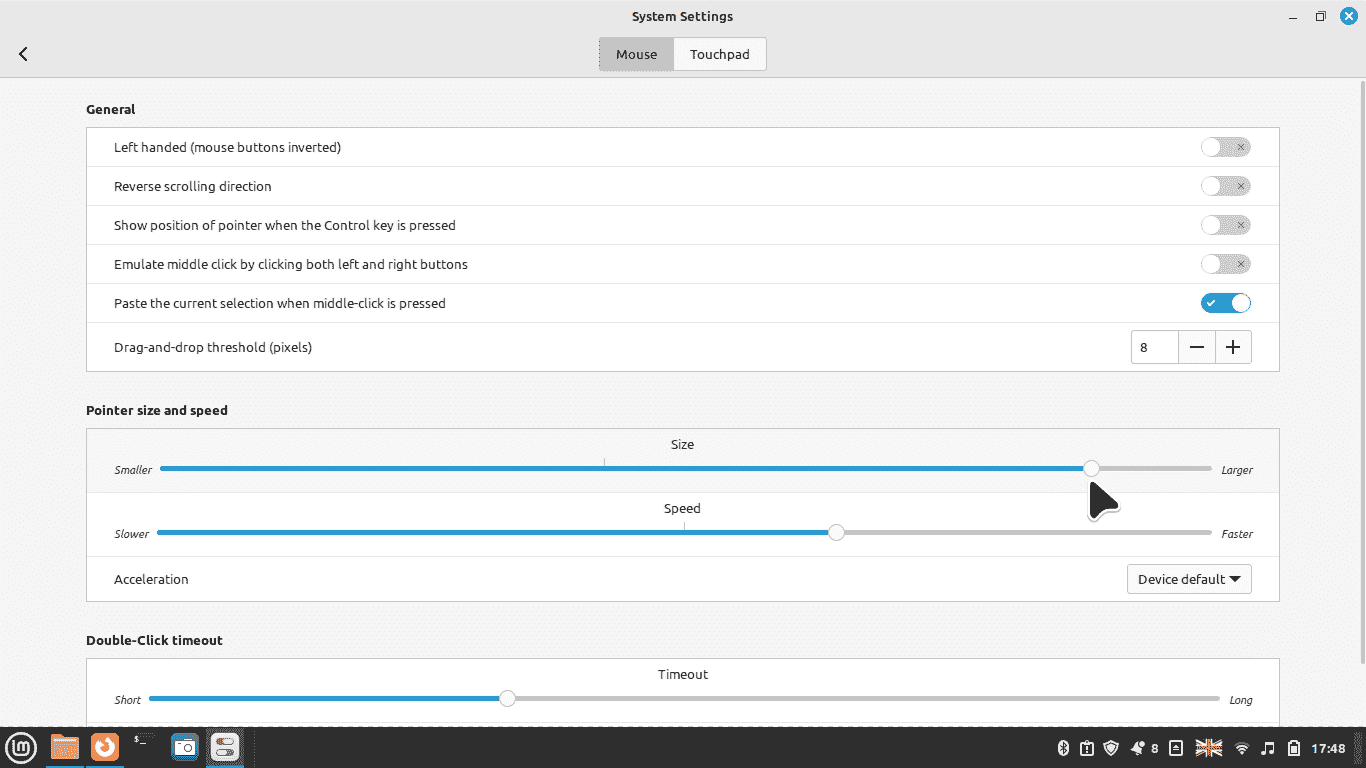 System Settings
Mouse Touchpad
General
Left handed (mouse buttons inverted)
Reverse scrolling direction
Show position of pointer when the Control key is pressed
Emulate middle click by clicking both left and right buttons
Paste the current selection when middle-click is pressed
Drag-and-drop threshold (pixels) 8
Pointer size and speed
Size
Smaller Larger
Speed
Slower Faster
Acceleration Device default
Double-Click timeout
Timeout
Short Long
8 17:48